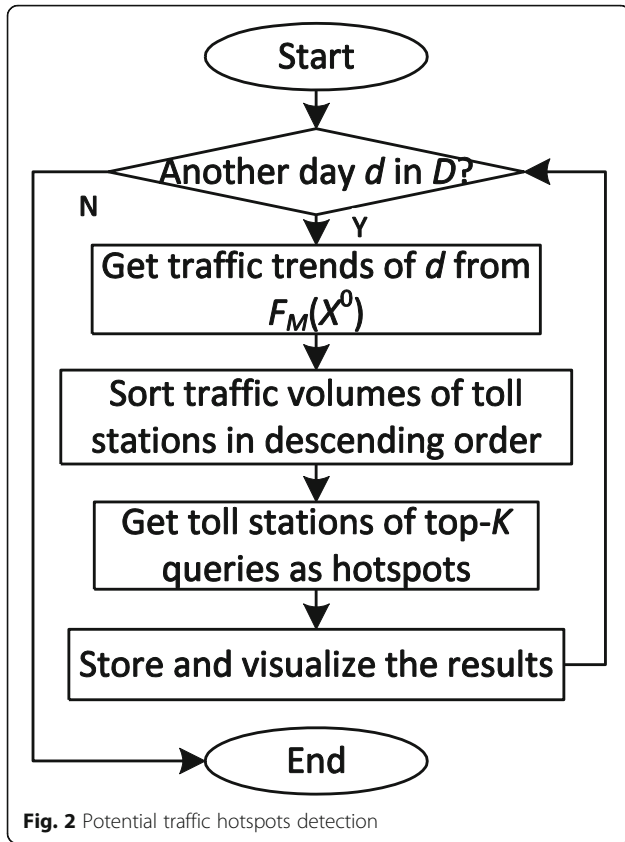 Start
Another day d in D?
N
Y
Get traffic trends of d from
F_M(X^0)
Sort traffic volumes of toll
stations in descending order
Get toll stations of top-K
queries as hotspots
Store and visualize the results
End
Fig. 2 Potential traffic hotspots detection